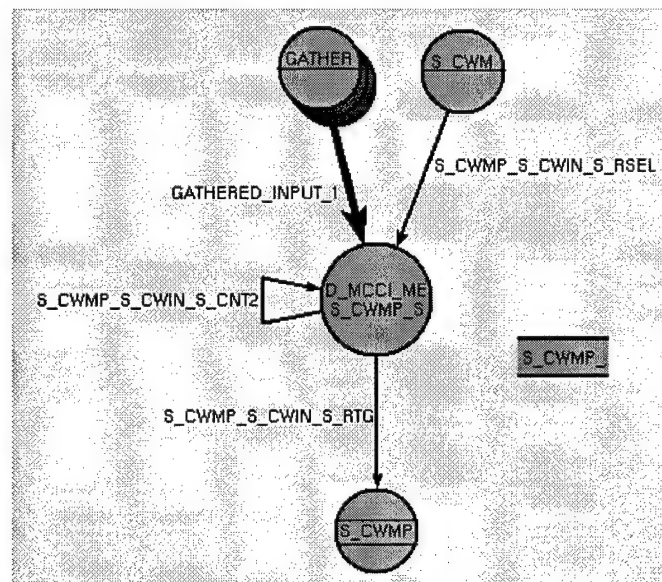 GATHER
S_CWM
S_CWMP_S_CWIN_S_RSEL
GATHERED_INPUT_1
D_MCCI_ME
S_CWMP_S
S_CWMP_S_CWIN_S_CNT2
S_CWMP_
S_CWMP_S_CWIN_S_RTG
S_CWMP